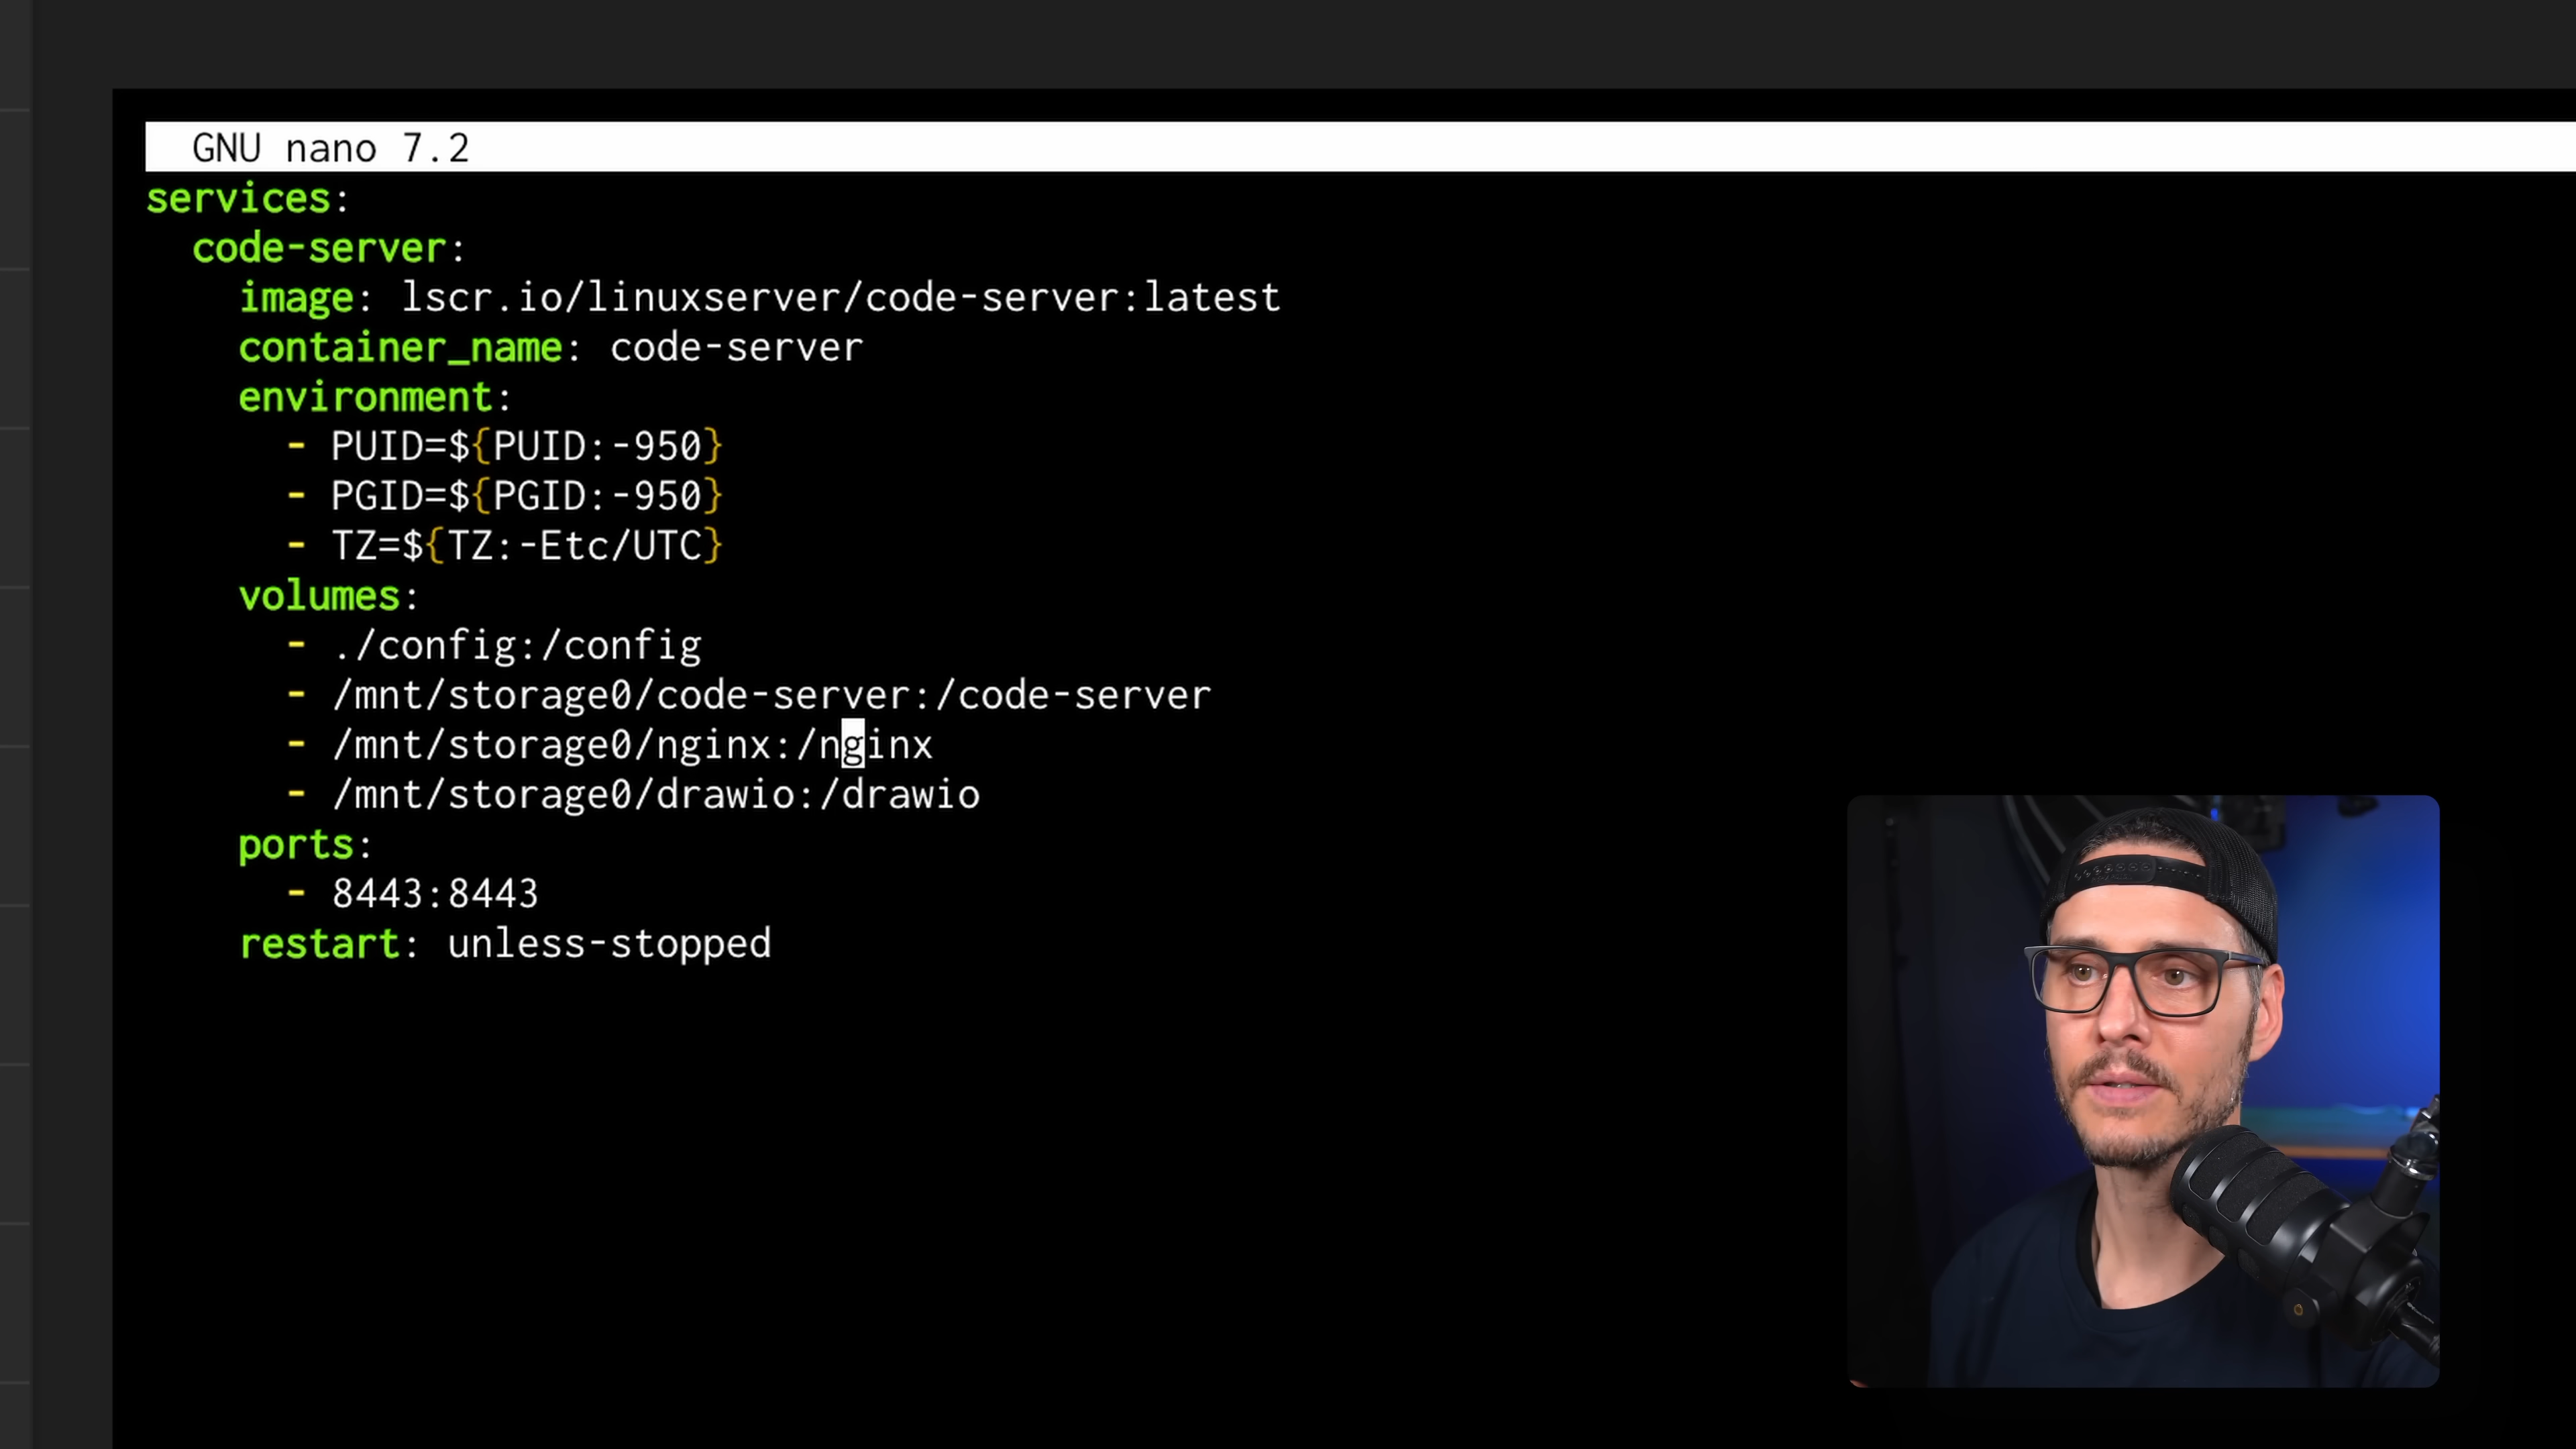 GNU nano 7.2
services:
code-server:
image: lscr.io/linuxserver/code-server:latest
container_name: code-server
environment:
- PUID=${PUID:-950}
- PGID=${PGID:-950}
- TZ=${TZ:-Etc/UTC}
volumes:
- ./config:/config
- /mnt/storage0/code-server:/code-server
- /mnt/storage0/nginx:/nginx
- /mnt/storage0/drawio:/drawio
ports:
- 8443:8443
restart: unless-stopped